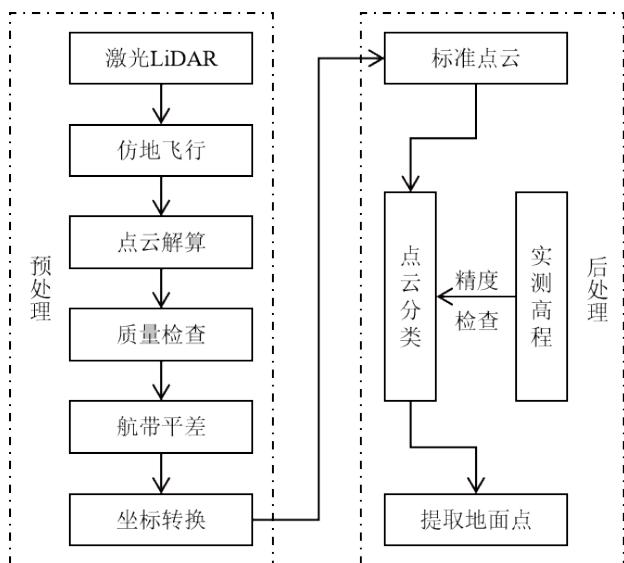 激光LiDAR
仿地飞行
点云解算
质量检查
航带平差
坐标转换
预处理
标准点云
点云分类
精度
检查
实测高程
提取地面点
后处理